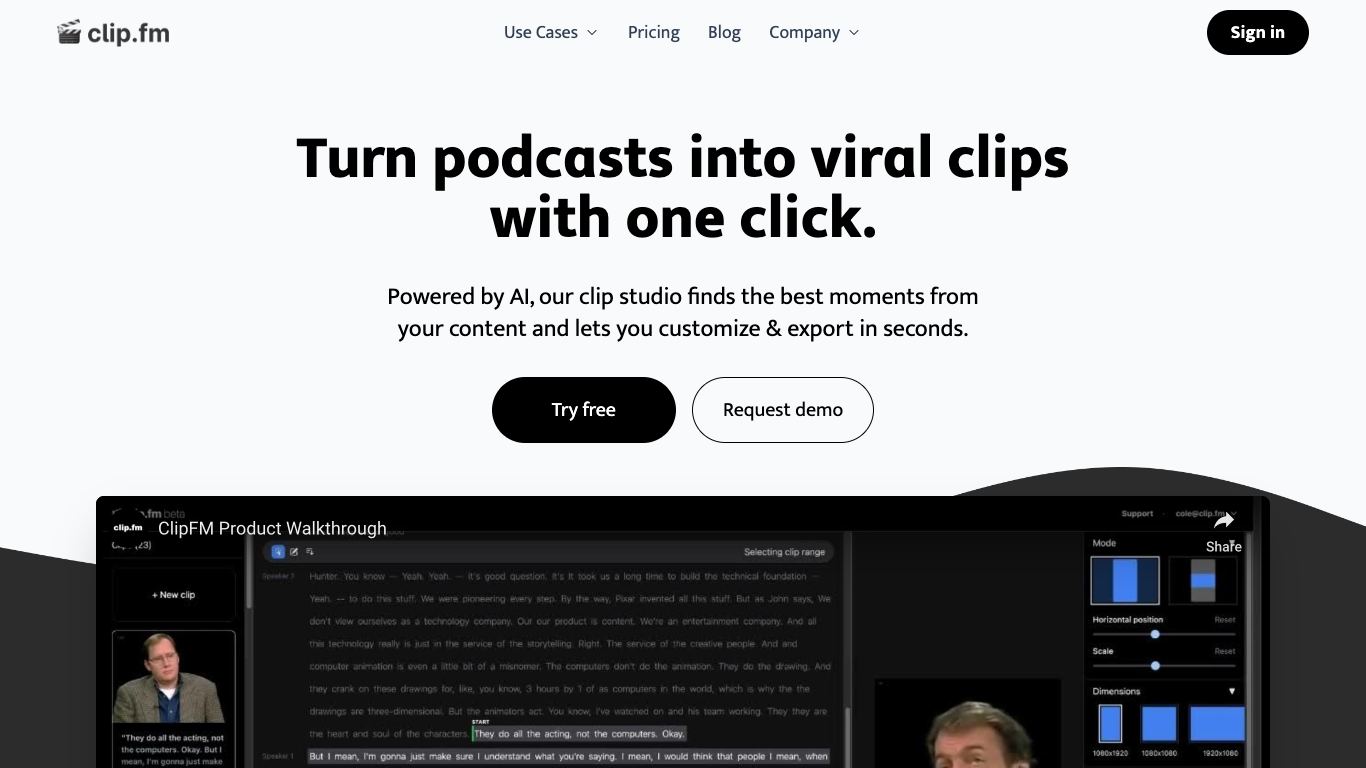 clip.fm
Use Cases
Pricing
Blog
Company
Sign in
Turn podcasts into viral clips
with one click.
Powered by AI, our clip studio finds the best moments from
your content and lets you customize & export in seconds.
Try free
Request demo
beta
clip.fm
ClipFM Product Walkthrough
Support
cole@clip.fm
Share
(23)
+ New clip
"They do all the acting, not
the computers. Okay. But I
mean, I'm gonna just make
Selecting clip range
Speaker 3
Hunter. You know — Yeah. Yeah. — it's good question. It's It took us a long time to build the technical foundation —
Yeah. -- to do this stuff. We were pioneering every step. By the way, Pixar invented all this stuff. But as John says, We
don't view ourselves as a technology company. Our our product is content. We're an entertainment company. And all
this technology really is just in the service of the storytelling. Right. The service of the creative people. And and
computer animation is even a little bit of a misnomer. The computers don't do the animation. They do the drawing. And
they crank on these drawings for, like, you know, 3 hours by 1 of as computers in the world, which is why the the
drawings are three-dimensional. But the animators act. You know, I've watched on and his team working. They they are
the heart and soul of the characters.
START
They do all the acting, not the computers. Okay.
Speaker 1
But I mean, I'm gonna just make sure I understand what you're saying. I mean, I would think that people I mean, when
Mode
Horizontal position
Reset
Scale
Reset
Dimensions
1080x1920
1080x1080
1920x1080